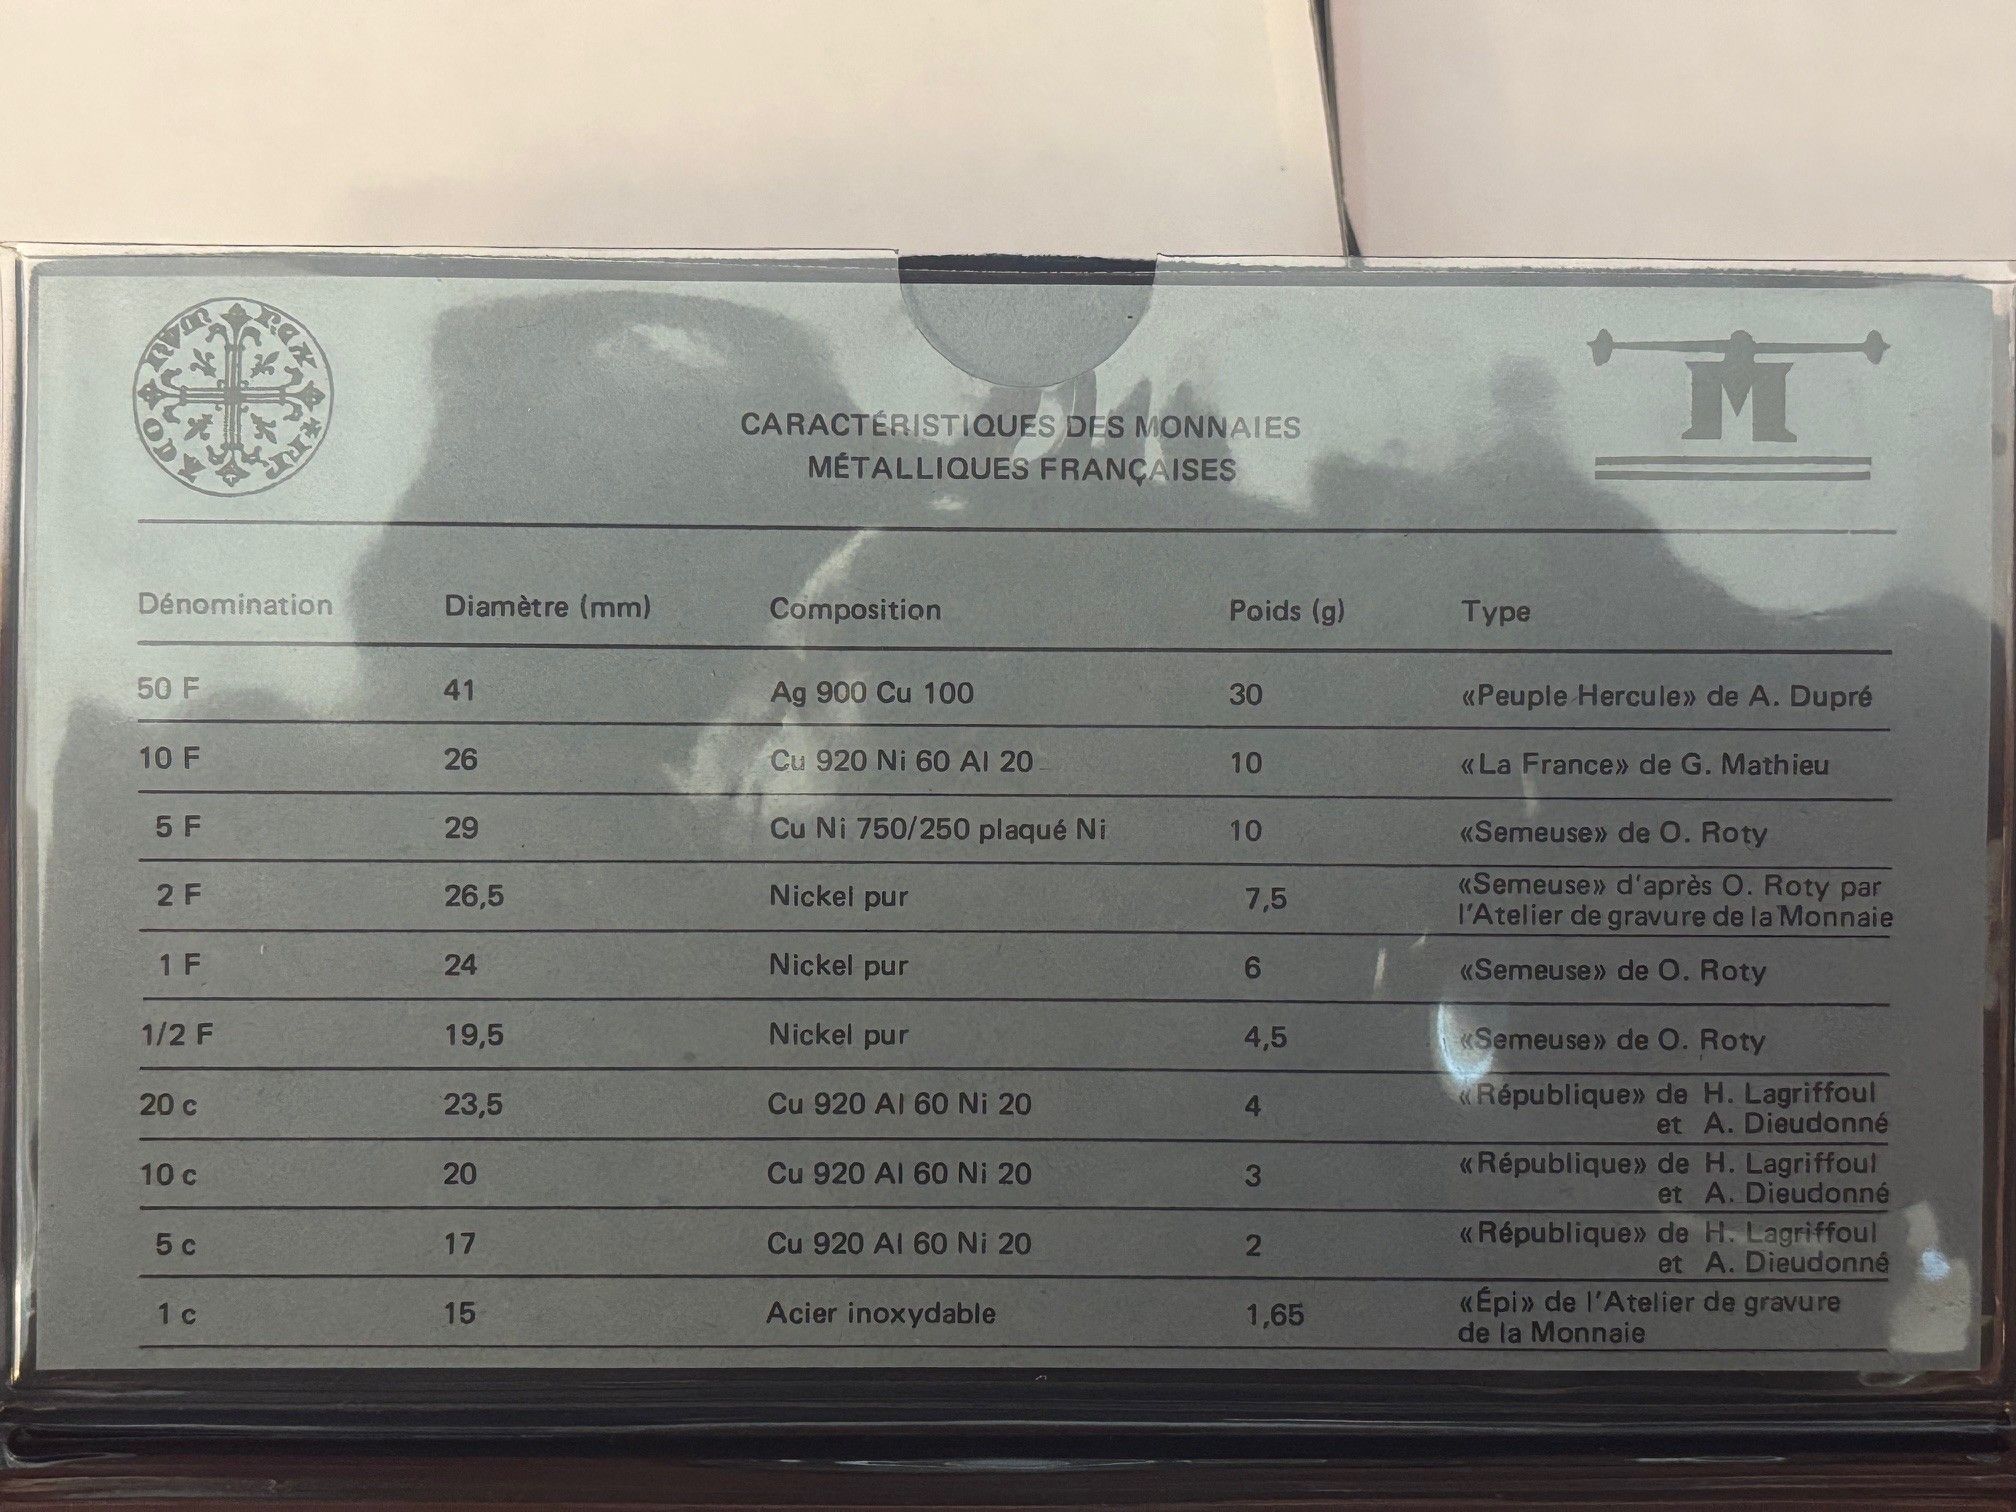 CARACTÉRISTIQUES DES MONNAIES
MÉTALLIQUES FRANÇAISES
M
Dénomination Diamètre (mm) Composition Poids (g) Type
50 F 41 Ag 900 Cu 100 30 «Peuple Hercule» de A. Dupré
10 F 26 Cu 920 Ni 60 Al 20 10 «La France» de G. Mathieu
5 F 29 Cu Ni 750/250 plaqué Ni 10 «Semeuse» de O. Roty
2 F 26,5 Nickel pur 7,5 «Semeuse» d'après O. Roty par
l'Atelier de gravure de la Monnaie
1 F 24 Nickel pur 6 «Semeuse» de O. Roty
1/2 F 19,5 Nickel pur 4,5 «Semeuse» de O. Roty
20 c 23,5 Cu 920 Al 60 Ni 20 4 «République» de H. Lagriffoul
et A. Dieudonné
10 c 20 Cu 920 Al 60 Ni 20 3 «République» de H. Lagriffoul
et A. Dieudonné
5 c 17 Cu 920 Al 60 Ni 20 2 «République» de H. Lagriffoul
et A. Dieudonné
1 c 15 Acier inoxydable 1,65 «Épi» de l'Atelier de gravure
de la Monnaie